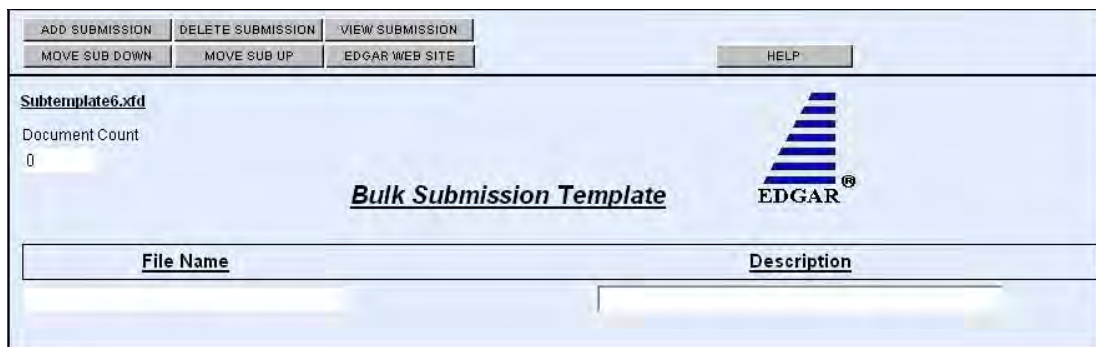 ADD SUBMISSION DELETE SUBMISSION VIEW SUBMISSION
MOVE SUB DOWN MOVE SUB UP EDGAR WEB SITE HELP
Subtemplate6.xfd
Document Count
0
Bulk Submission Template
EDGAR ®
File Name Description